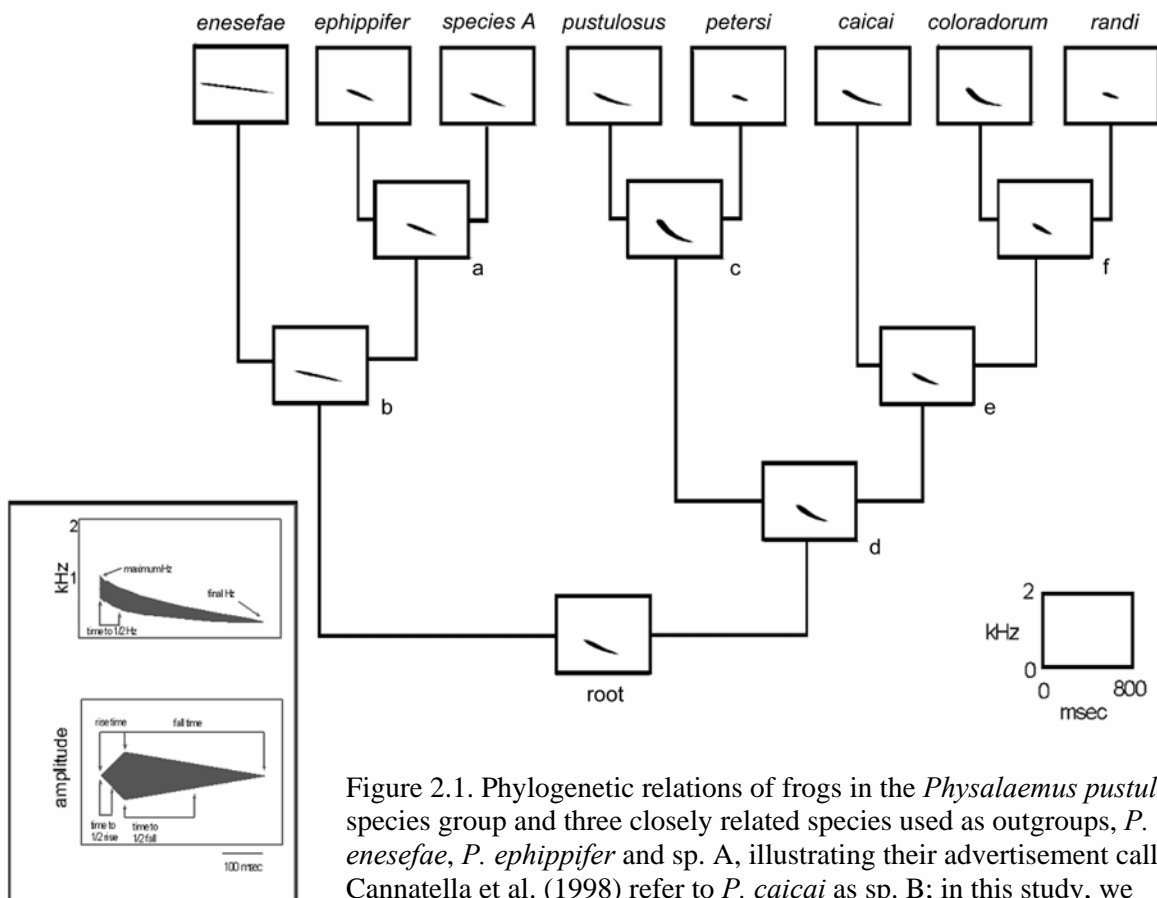 enesefae ephippifer species A pustulosus petersi caicai coloradorum randi
a
c
f
b
e
d
root
2
kHz
1
maximumHz
final Hz
time to 1/2 Hz
amplitude
rise time
fall time
time to
1/2 rise
time to
1/2 fall
100 msec
2
kHz
0
0
800
msec
Figure 2.1. Phylogenetic relations of frogs in the Physalaemus pustul
species group and three closely related species used as outgroups, P.
enesefae, P. ephippifer and sp. A, illustrating their advertisement call
Cannatella et al. (1998) refer to P. caicai as sp. B; in this study, we